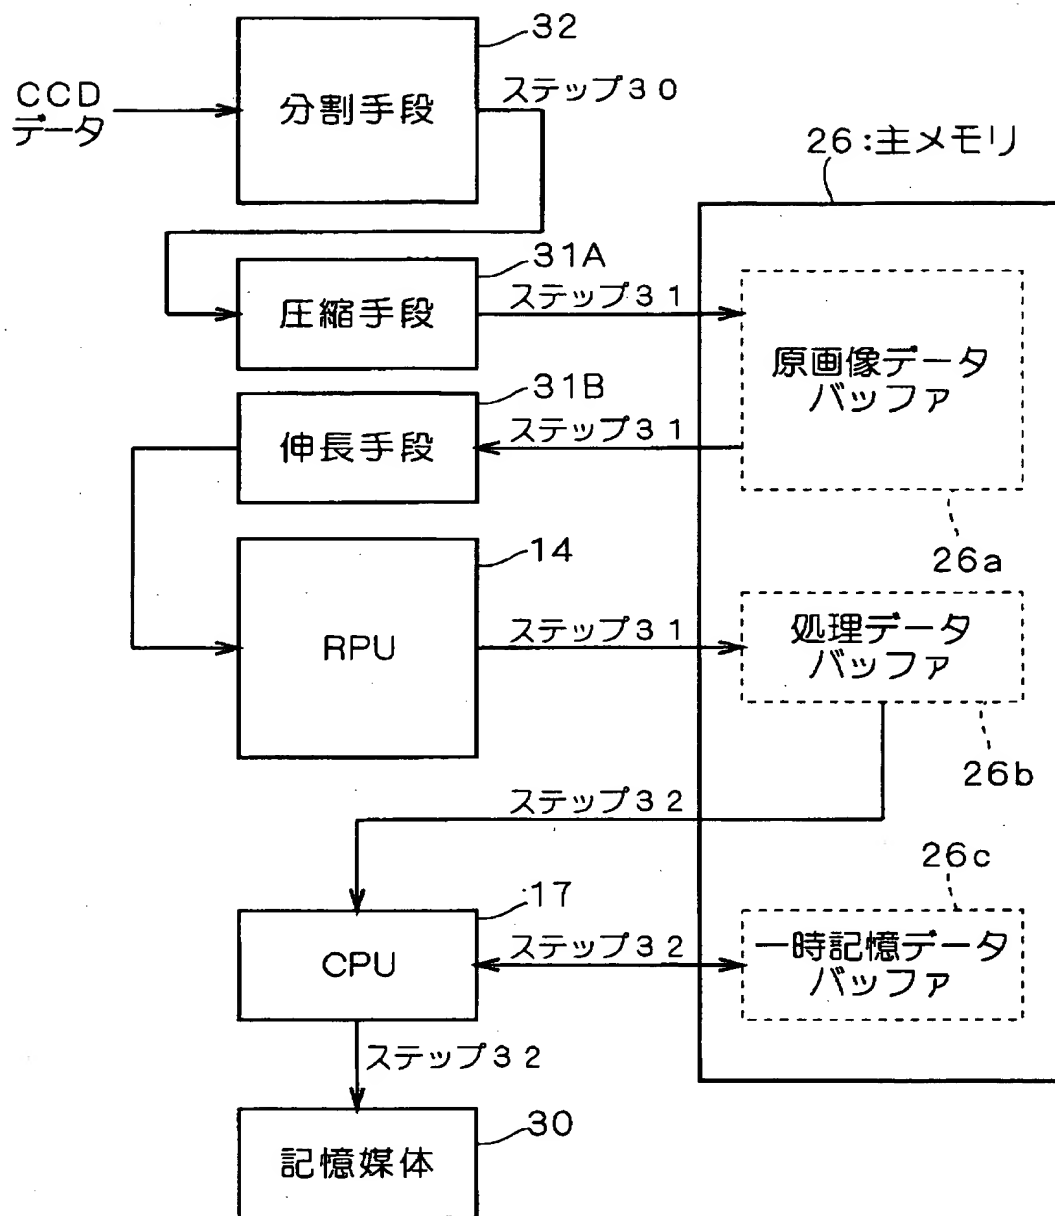 32
CCD
データ
分割手段
ステップ30
26:主メモリ
31A
圧縮手段
ステップ31
原画像データ
バッファ
31B
伸長手段
ステップ31
26a
14
RPU
ステップ31
処理データ
バッファ
26b
ステップ32
26c
17
CPU
ステップ32
一時記憶データ
バッファ
ステップ32
30
記憶媒体